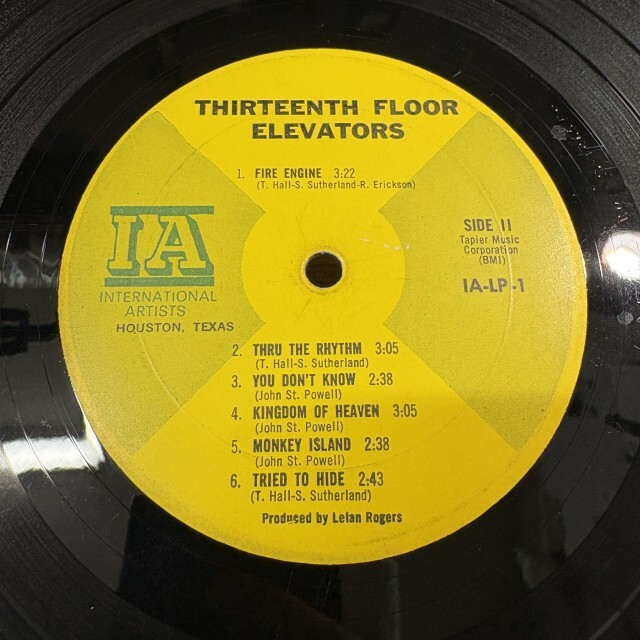 THIRTEENTH FLOOR
ELEVATORS
1. FIRE ENGINE 3:22
(T. Hall-S. Sutherland-R. Erickson)
IA
INTERNATIONAL
ARTISTS
HOUSTON, TEXAS
SIDE II
Tapier Music
Corporation
(BMI)
IA-LP-1
2. THRU THE RHYTHM 3:05
(T. Hall-S. Sutherland)
3. YOU DON'T KNOW 2:38
(John St. Powell)
4. KINGDOM OF HEAVEN 3:05
(John St. Powell)
5. MONKEY ISLAND 2:38
(John St. Powell)
6. TRIED TO HIDE 2:43
(T. Hall-S. Sutherland)
Produced by Lelan Rogers